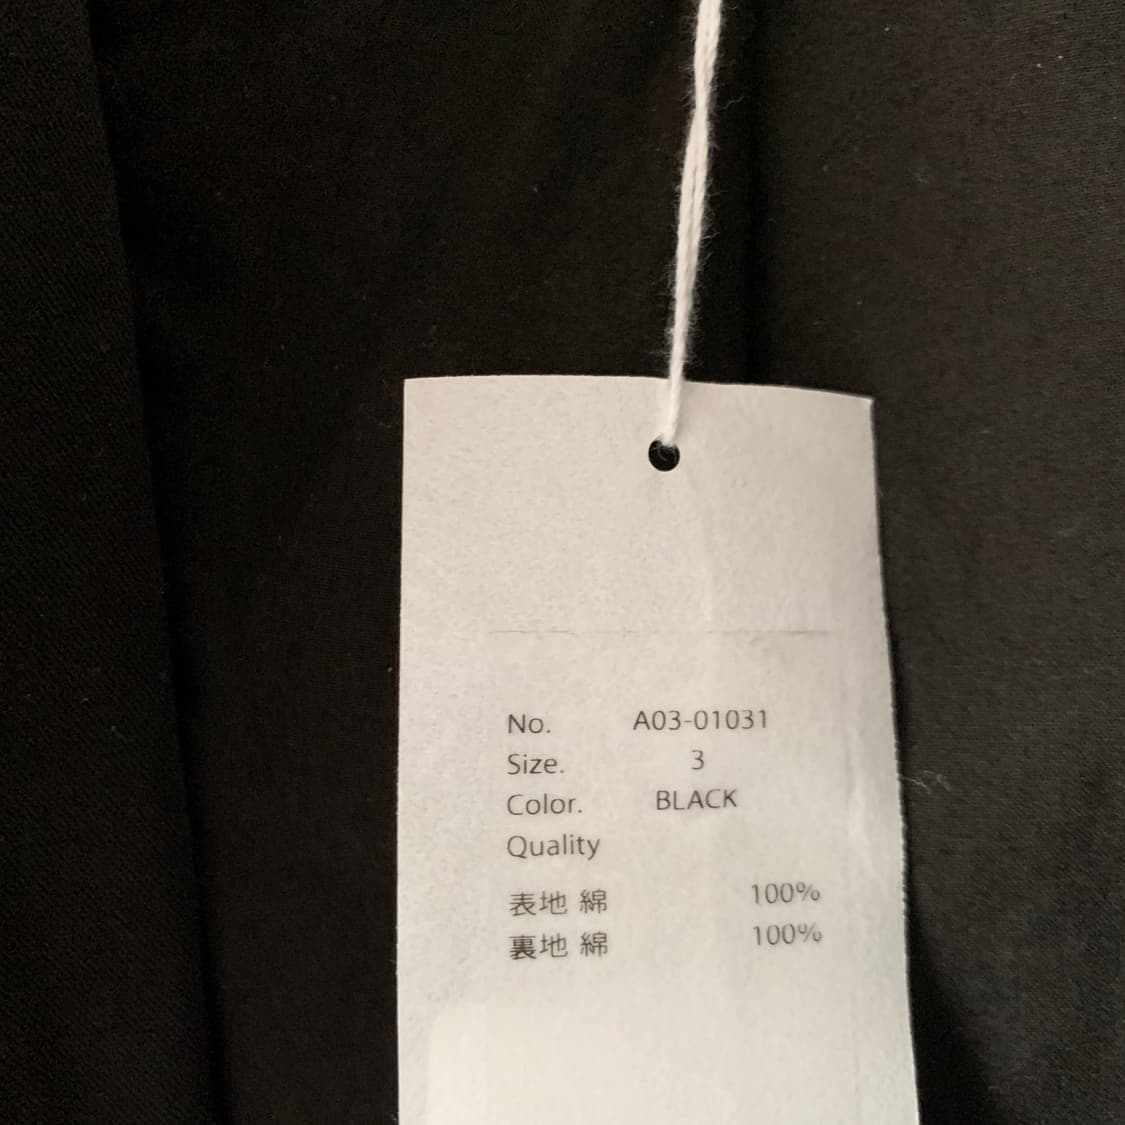 No. A03-01031
Size. 3
Color. BLACK
Quality
表地 綿 100%
裏地 綿 100%